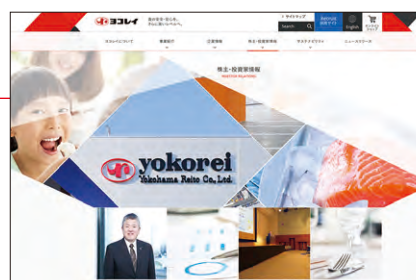 ヨコレイ
サイトマップ
Search
English
ヨコレイについて
事業紹介
企業情報
株主・投資家情報
サステナビリティ
ニュースリリース
株主・投資家情報
yokorei
Yokohama Reito Co., Ltd.